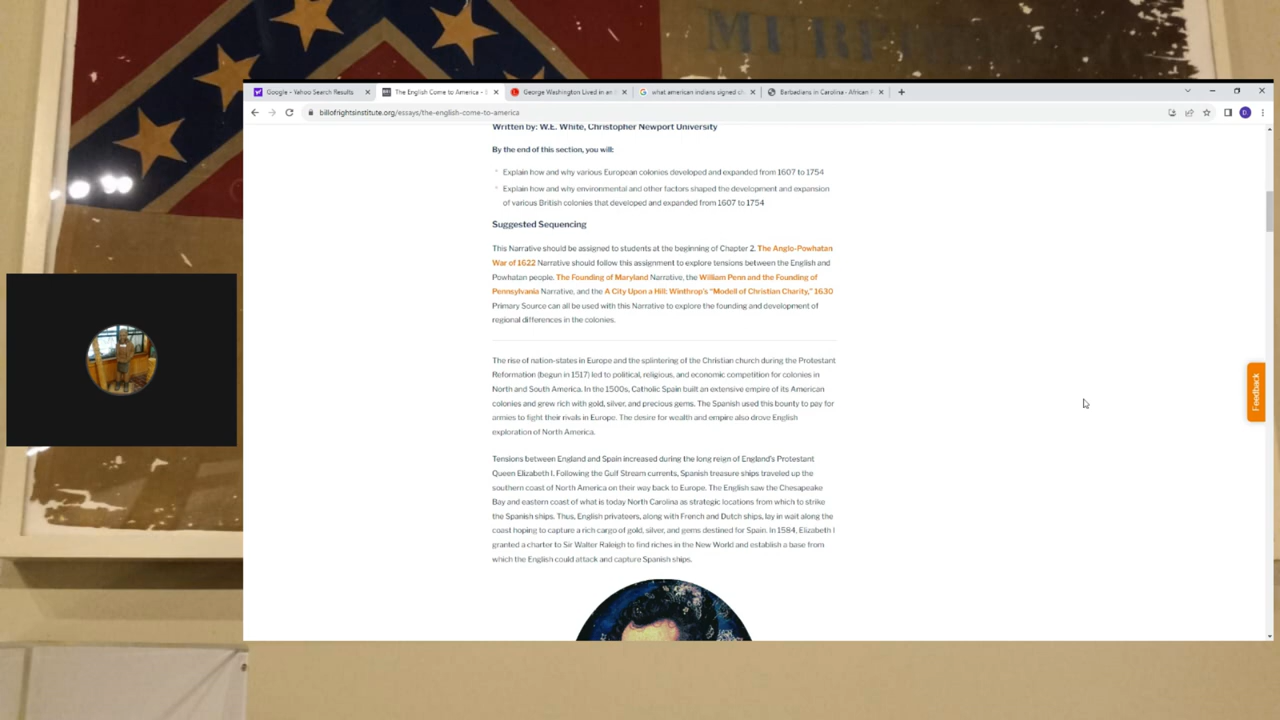 MURFREE
Google - Yahoo Search Results
The English Come to America - 
George Washington Lived in an
what american indians signed ch
Barbadians in Carolina - African
billofrightsinstitute.org/essays/the-english-come-to-america
Written by: W.E. White, Christopher Newport University
By the end of this section, you will:
Explain how and why various European colonies developed and expanded from 1607 to 1754
Explain how and why environmental and other factors shaped the development and expansion
of various British colonies that developed and expanded from 1607 to 1754
Suggested Sequencing
This Narrative should be assigned to students at the beginning of Chapter 2. The Anglo-Powhatan
War of 1622 Narrative should follow this assignment to explore tensions between the English and
Powhatan people. The Founding of Maryland Narrative, the William Penn and the Founding of
Pennsylvania Narrative, and the A City Upon a Hill: Winthrop's "Modell of Christian Charity," 1630
Primary Source can all be used with this Narrative to explore the founding and development of
regional differences in the colonies.
The rise of nation-states in Europe and the splintering of the Christian church during the Protestant
Reformation (begun in 1517) led to political, religious, and economic competition for colonies in
North and South America. In the 1500s, Catholic Spain built an extensive empire of its American
colonies and grew rich with gold, silver, and precious gems. The Spanish used this bounty to pay for
armies to fight their rivals in Europe. The desire for wealth and empire also drove English
exploration of North America.
Tensions between England and Spain increased during the long reign of England's Protestant
Queen Elizabeth I. Following the Gulf Stream currents, Spanish treasure ships traveled up the
southern coast of North America on their way back to Europe. The English saw the Chesapeake
Bay and eastern coast of what is today North Carolina as strategic locations from which to strike
the Spanish ships. Thus, English privateers, along with French and Dutch ships, lay in wait along the
coast hoping to capture a rich cargo of gold, silver, and gems destined for Spain. In 1584, Elizabeth I
granted a charter to Sir Walter Raleigh to find riches in the New World and establish a base from
which the English could attack and capture Spanish ships.
Feedback